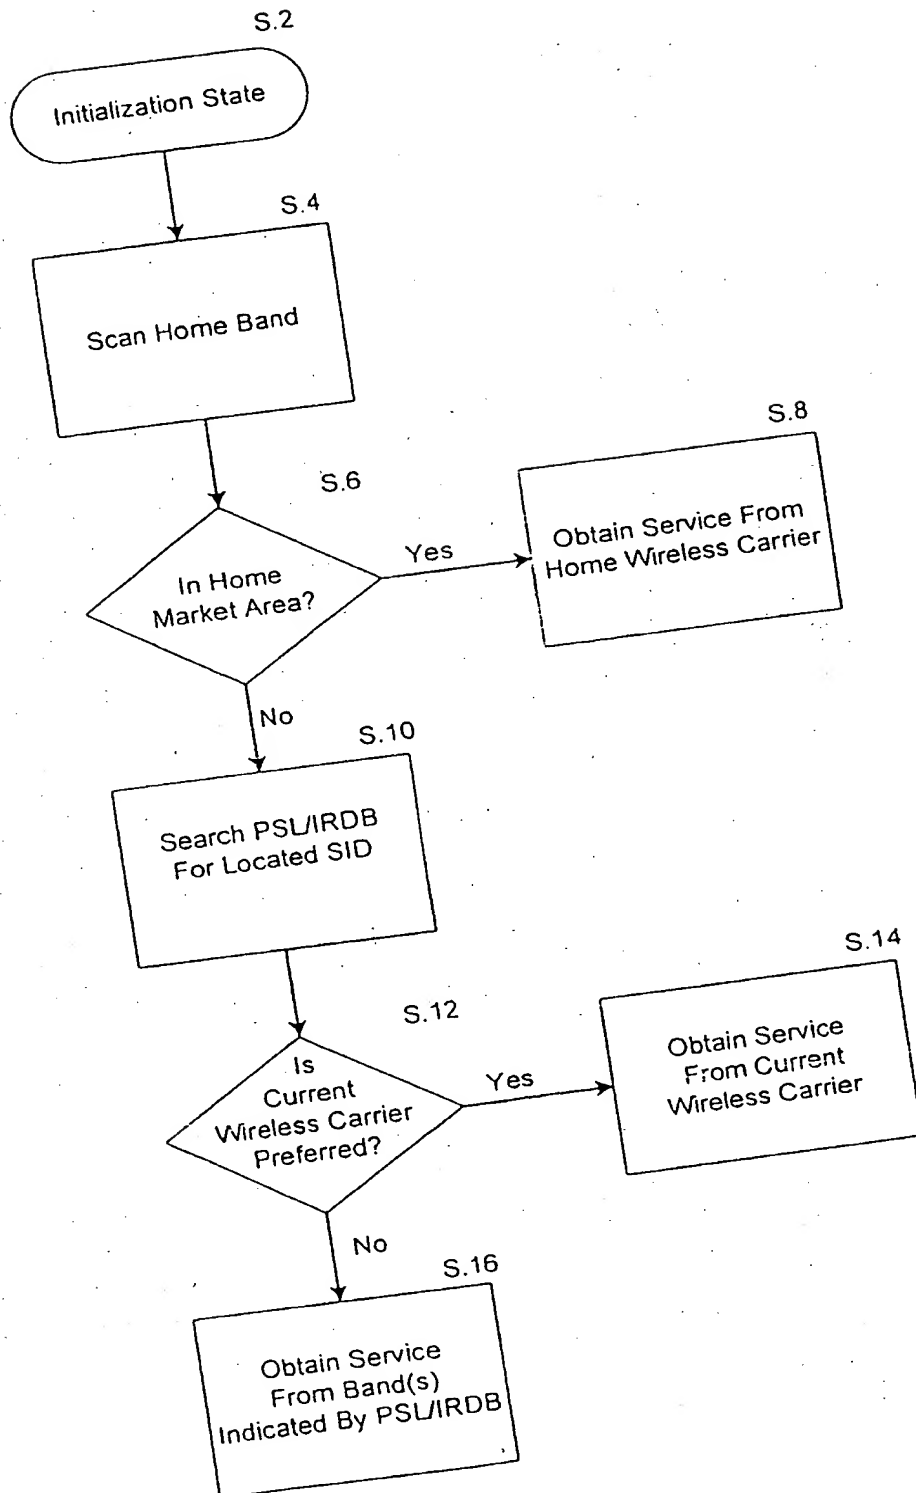 S.2
Initialization State
S.4
Scan Home Band
S.6
In Home
Market Area?
Yes
S.8
Obtain Service From
Home Wireless Carrier
No
S.10
Search PSL/IRDB
For Located SID
S.12
Is
Current
Wireless Carrier
Preferred?
Yes
S.14
Obtain Service
From Current
Wireless Carrier
No
S.16
Obtain Service
From Band(s)
Indicated By PSL/IRDB